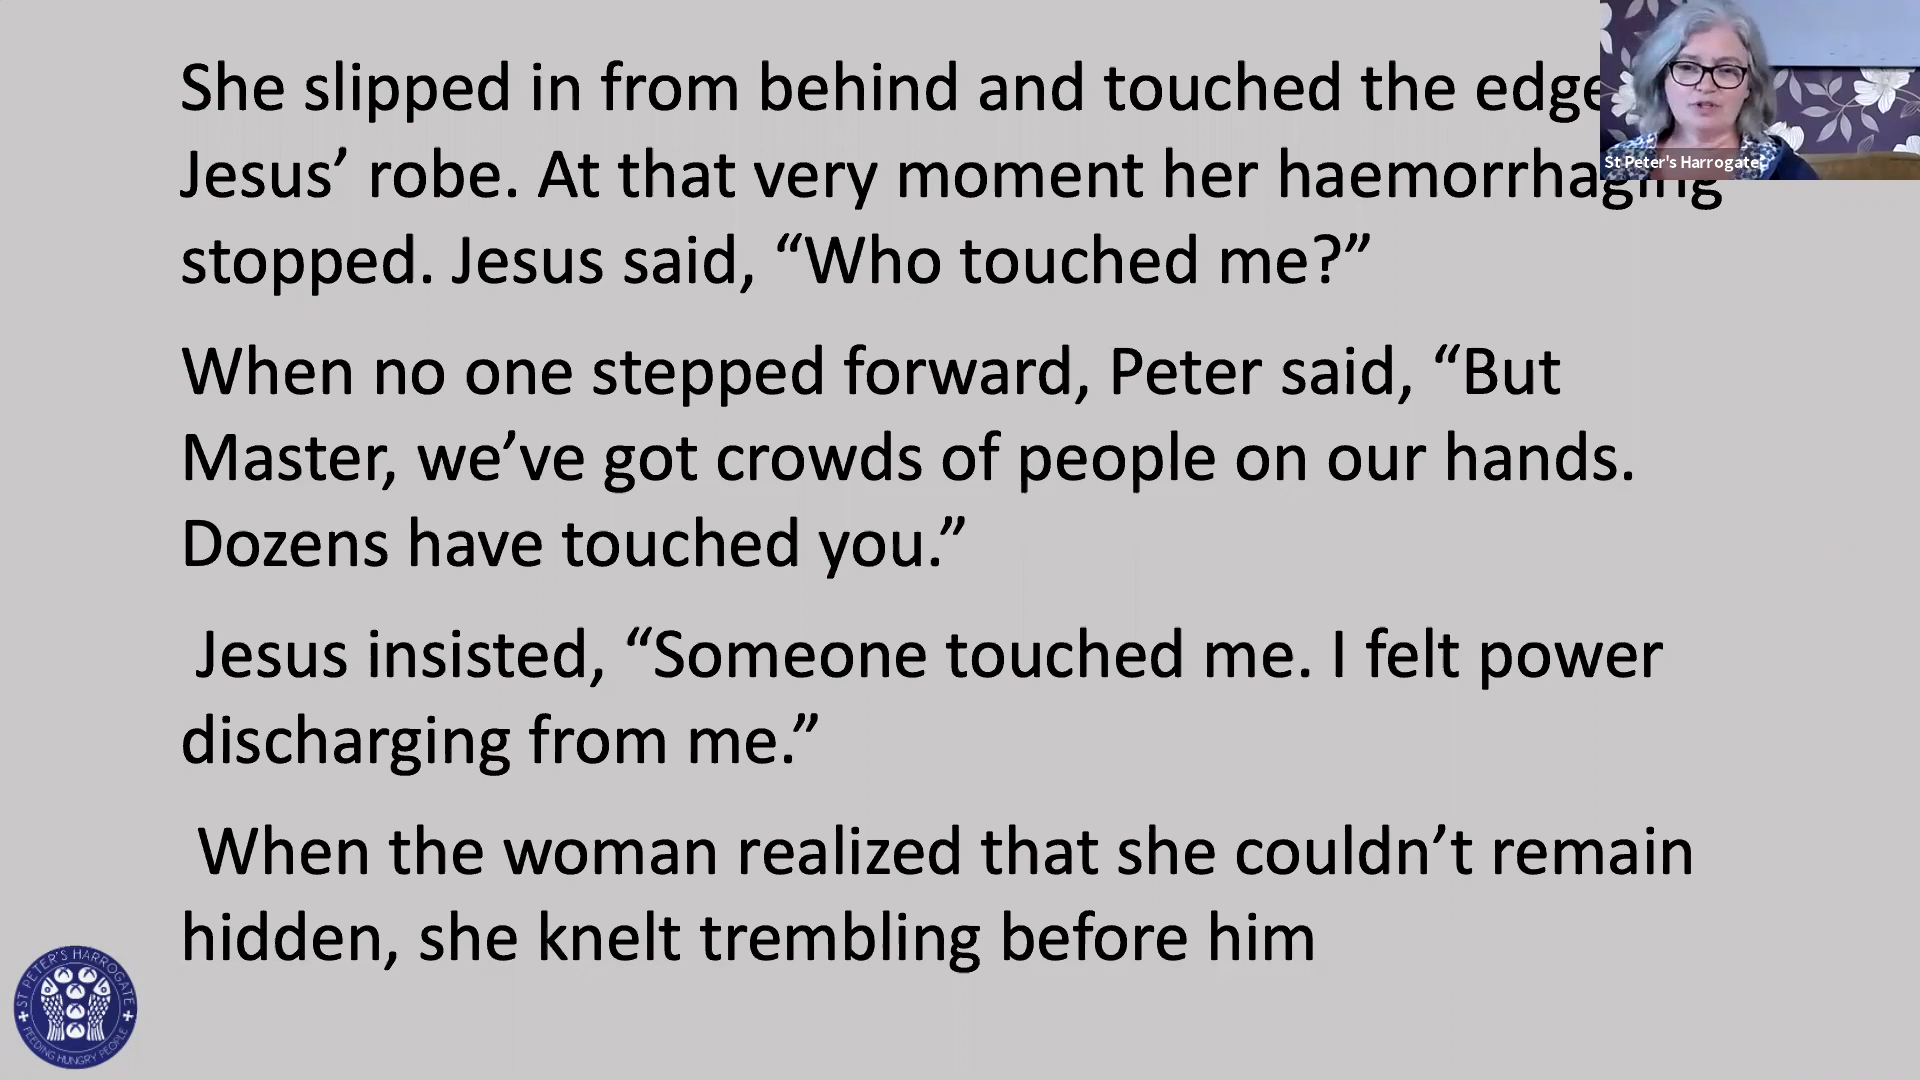 She slipped in from behind and touched the edge
Jesus’ robe. At that very moment her haemorrhaging
stopped. Jesus said, “Who touched me?”
When no one stepped forward, Peter said, “But
Master, we’ve got crowds of people on our hands.
Dozens have touched you.”
Jesus insisted, “Someone touched me. I felt power
discharging from me.”
When the woman realized that she couldn’t remain
hidden, she knelt trembling before him
St Peter's Harrogate
ST PETER'S HARROGATE
FEEDING HUNGRY PEOPLE